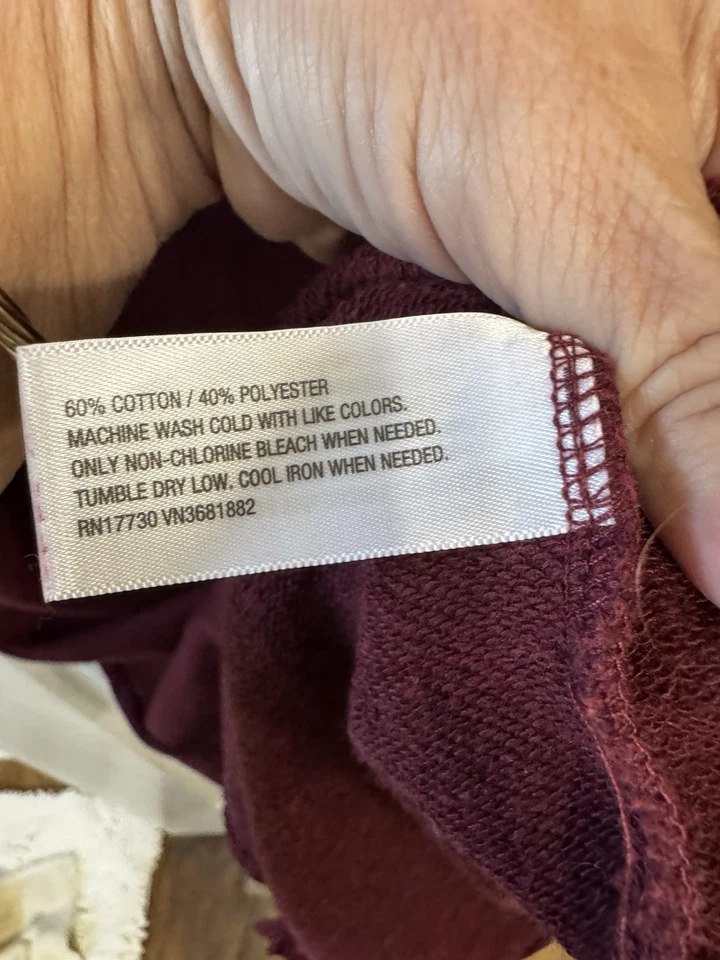 60% COTTON / 40% POLYESTER
MACHINE WASH COLD WITH LIKE COLORS.
ONLY NON-CHLORINE BLEACH WHEN NEEDED.
TUMBLE DRY LOW. COOL IRON WHEN NEEDED.
RN17730 VN3681882